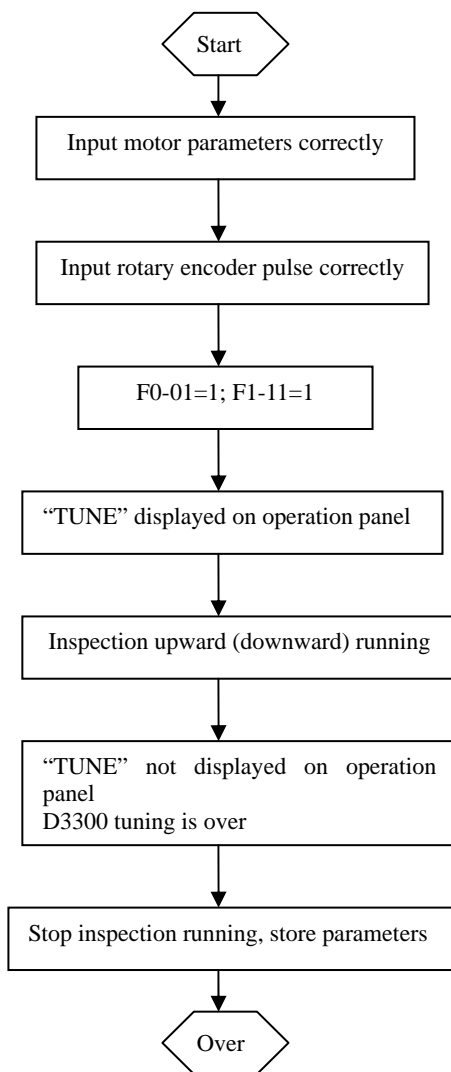 Start
Input motor parameters correctly
Input rotary encoder pulse correctly
F0-01=1; F1-11=1
“TUNE” displayed on operation panel
Inspection upward (downward) running
“TUNE” not displayed on operation
panel
D3300 tuning is over
Stop inspection running, store parameters
Over